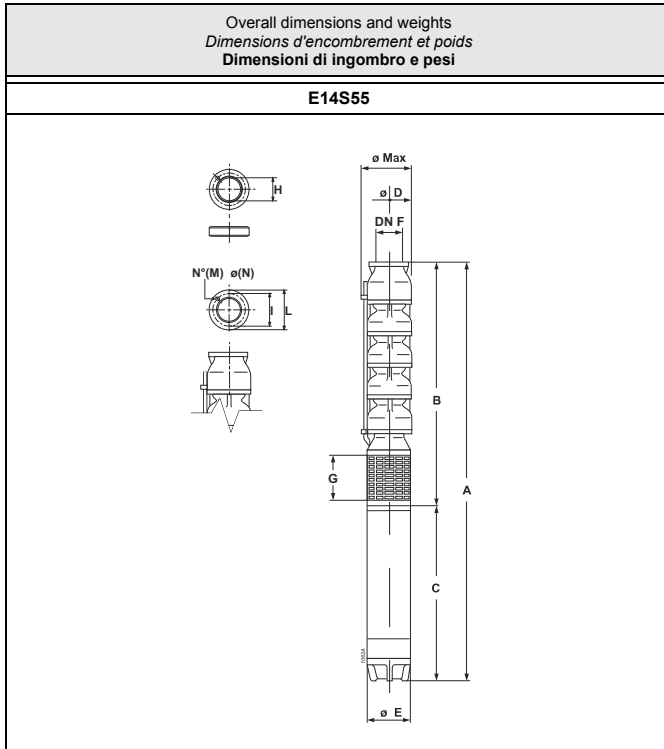 Overall dimensions and weights
Dimensions d'encombrement et poids
Dimensioni di ingombro e pesi
E14S55
ø Max
ø D
DN F
H
N°(M) ø(N)
I
L
B
A
G
C
ø E